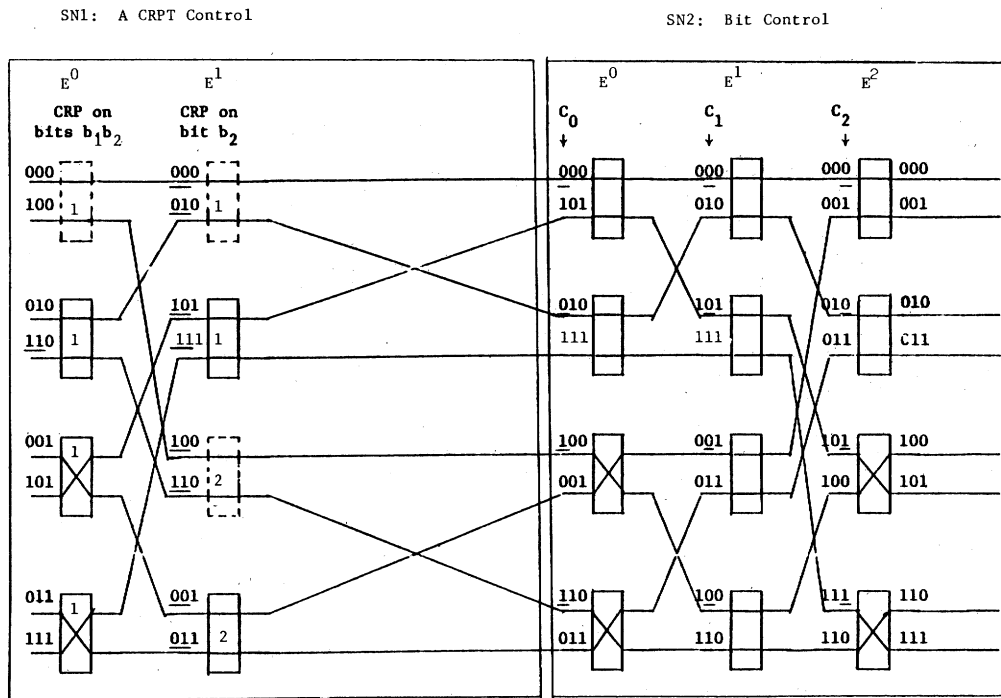 SN1: A CRPT Control
SN2: Bit Control
E0 E1 E0 E1 E2
CRP on CRP on C0 C1 C2
bits b1b2 bit b2
000 000 000 000 000 000
100 1 010 1 101 010 001 001
010 101 010 101 010 010
110 1 111 1 111 111 011 C11
001 1 100 100 001 101 100
101 110 2 001 011 100 101
011 1 001 110 100 111 110
111 011 2 011 110 110 111